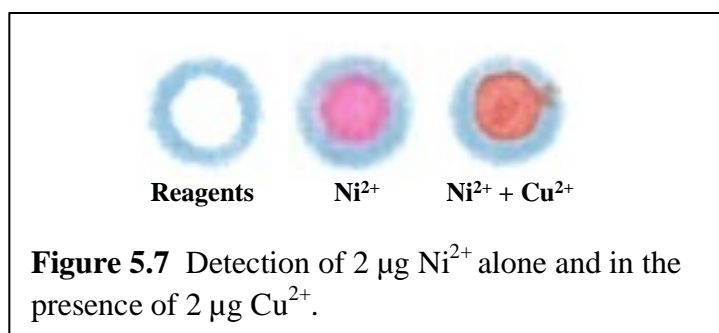 Reagents Ni²⁺ Ni²⁺ + Cu²⁺
Figure 5.7 Detection of 2 µg Ni²⁺ alone and in the
presence of 2 µg Cu²⁺.